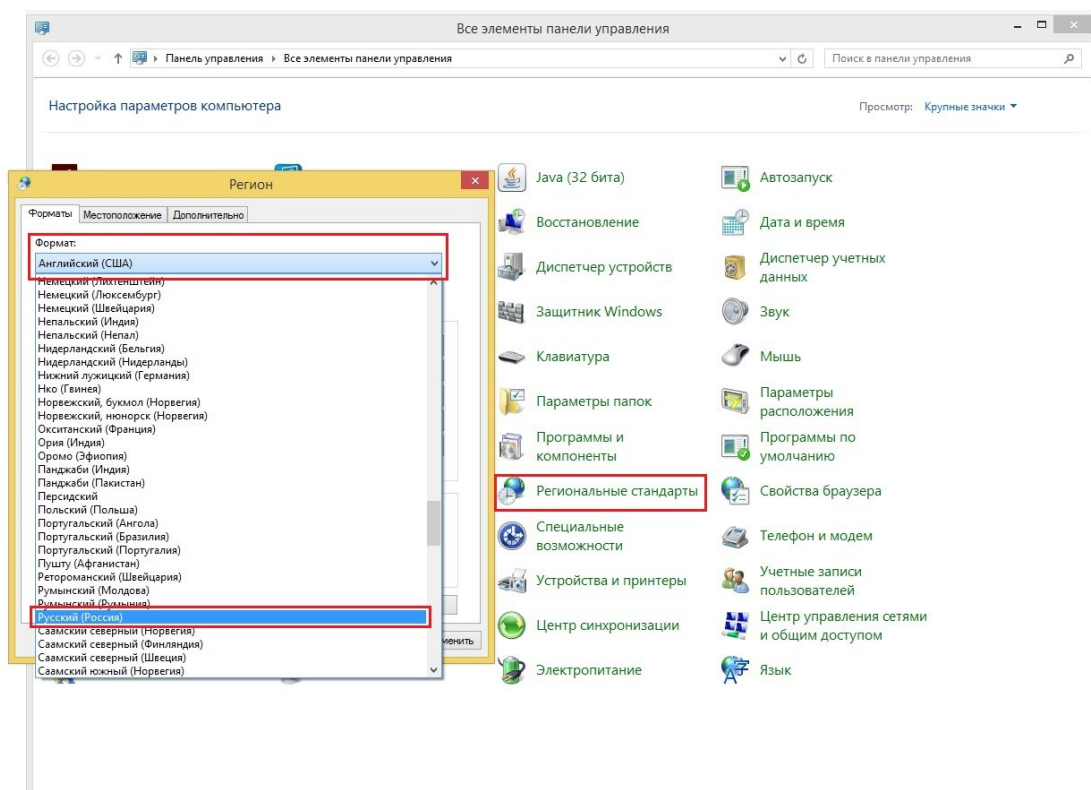 Все элементы панели управления
Панель управления
Все элементы панели управления
Поиск в панели управления
Настройка параметров компьютера
Просмотр: Крупные значки
Регион
Форматы
Местоположение
Дополнительно
Формат:
Английский (США)
Немецкий (Лихтенштейн)
Немецкий (Люксембург)
Немецкий (Швейцария)
Непальский (Индия)
Непальский (Непал)
Нидерландский (Бельгия)
Нидерландский (Нидерланды)
Нижний лужицкий (Германия)
Нко (Гвинея)
Норвежский, букмол (Норвегия)
Норвежский, нюнорск (Норвегия)
Окситанский (Франция)
Ория (Индия)
Оромо (Эфиопия)
Панджаби (Индия)
Панджаби (Пакистан)
Персидский
Польский (Польша)
Португальский (Ангола)
Португальский (Бразилия)
Португальский (Португалия)
Пушту (Афганистан)
Ретороманский (Швейцария)
Румынский (Молдова)
Румынский (Румыния)
Русский (Россия)
Саамский северный (Норвегия)
Саамский северный (Финляндия)
Саамский северный (Швеция)
Саамский южный (Норвегия)
Java (32 бита)
Автозапуск
Восстановление
Дата и время
Диспетчер устройств
Диспетчер учетных
данных
Защитник Windows
Звук
Клавиатура
Мышь
Параметры папок
Параметры
расположения
Программы и
компоненты
Программы по
умолчанию
Региональные стандарты
Свойства браузера
Специальные
возможности
Телефон и модем
Устройства и принтеры
Учетные записи
пользователей
Центр синхронизации
Центр управления сетями
и общим доступом
Электропитание
Язык